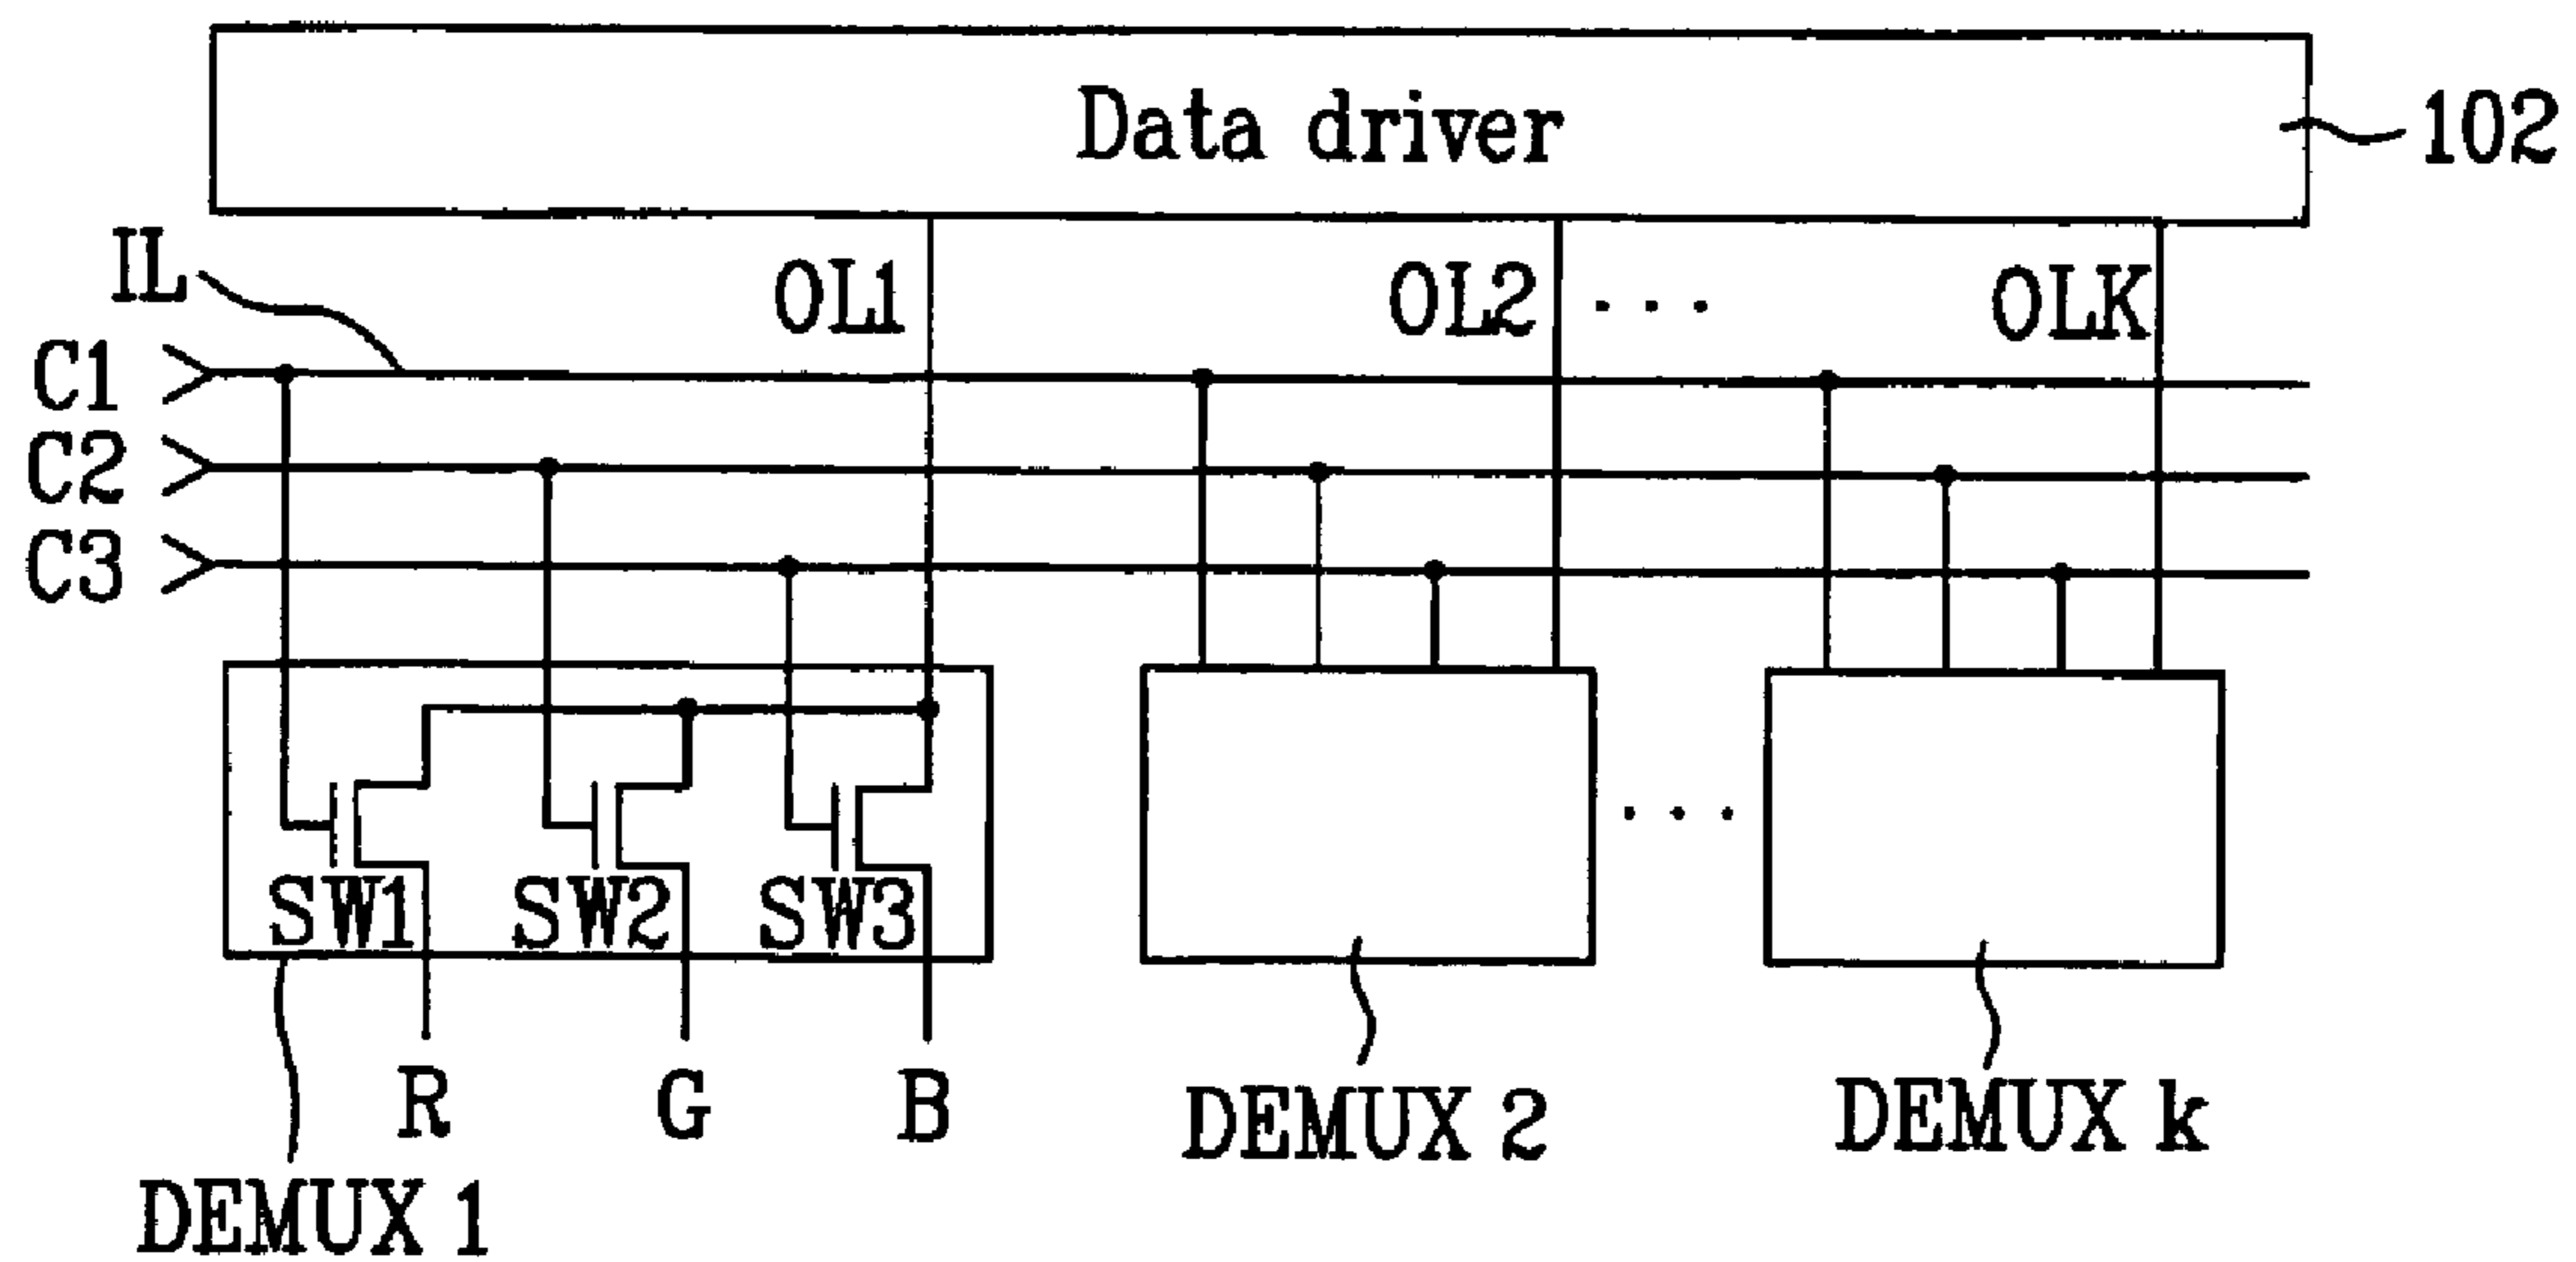 Data driver
102
IL
OL1
OL2 . . .
OLK
C1
C2
C3
SW1
SW2
SW3
. . .
R
G
B
DEMUX 2
DEMUX k
DEMUX 1